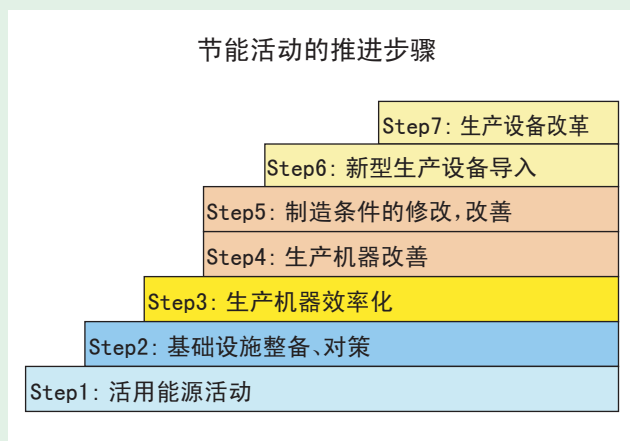 节能活动的推进步骤
Step7: 生产设备改革
Step6: 新型生产设备导入
Step5: 制造条件的修改,改善
Step4: 生产机器改善
Step3: 生产机器效率化
Step2: 基础设施整备、对策
Step1: 活用能源活动